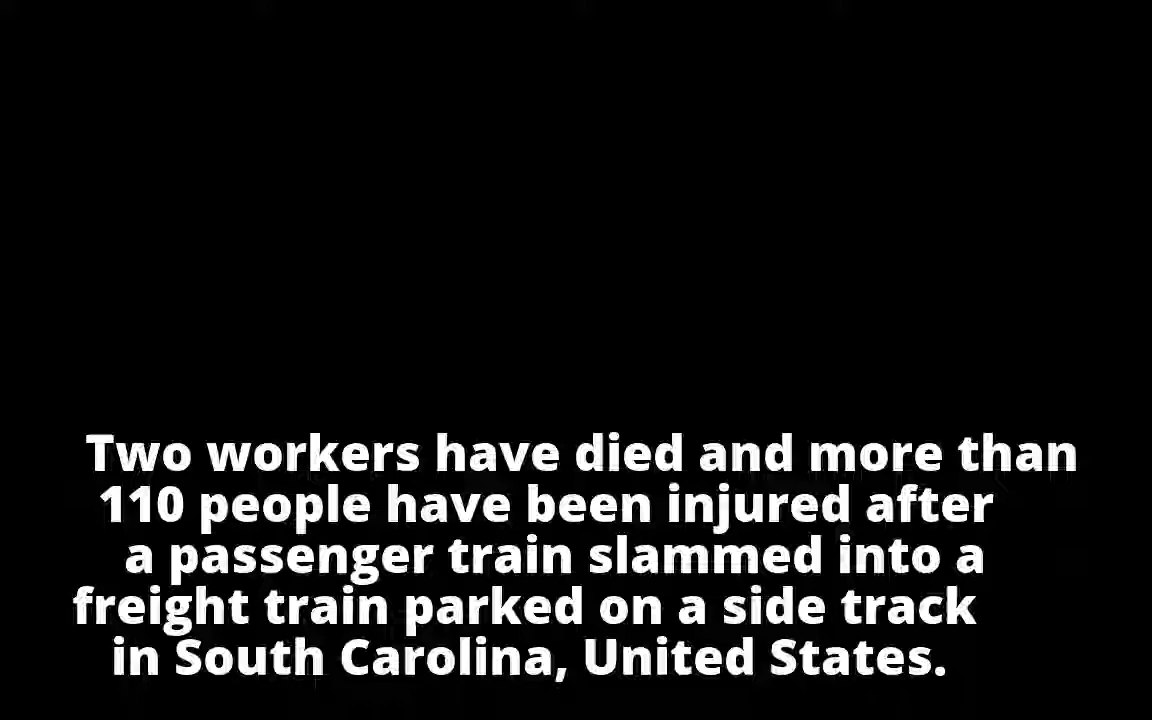 Two workers have died and more than
110 people have been injured after
a passenger train slammed into a
freight train parked on a side track
in South Carolina, United States.